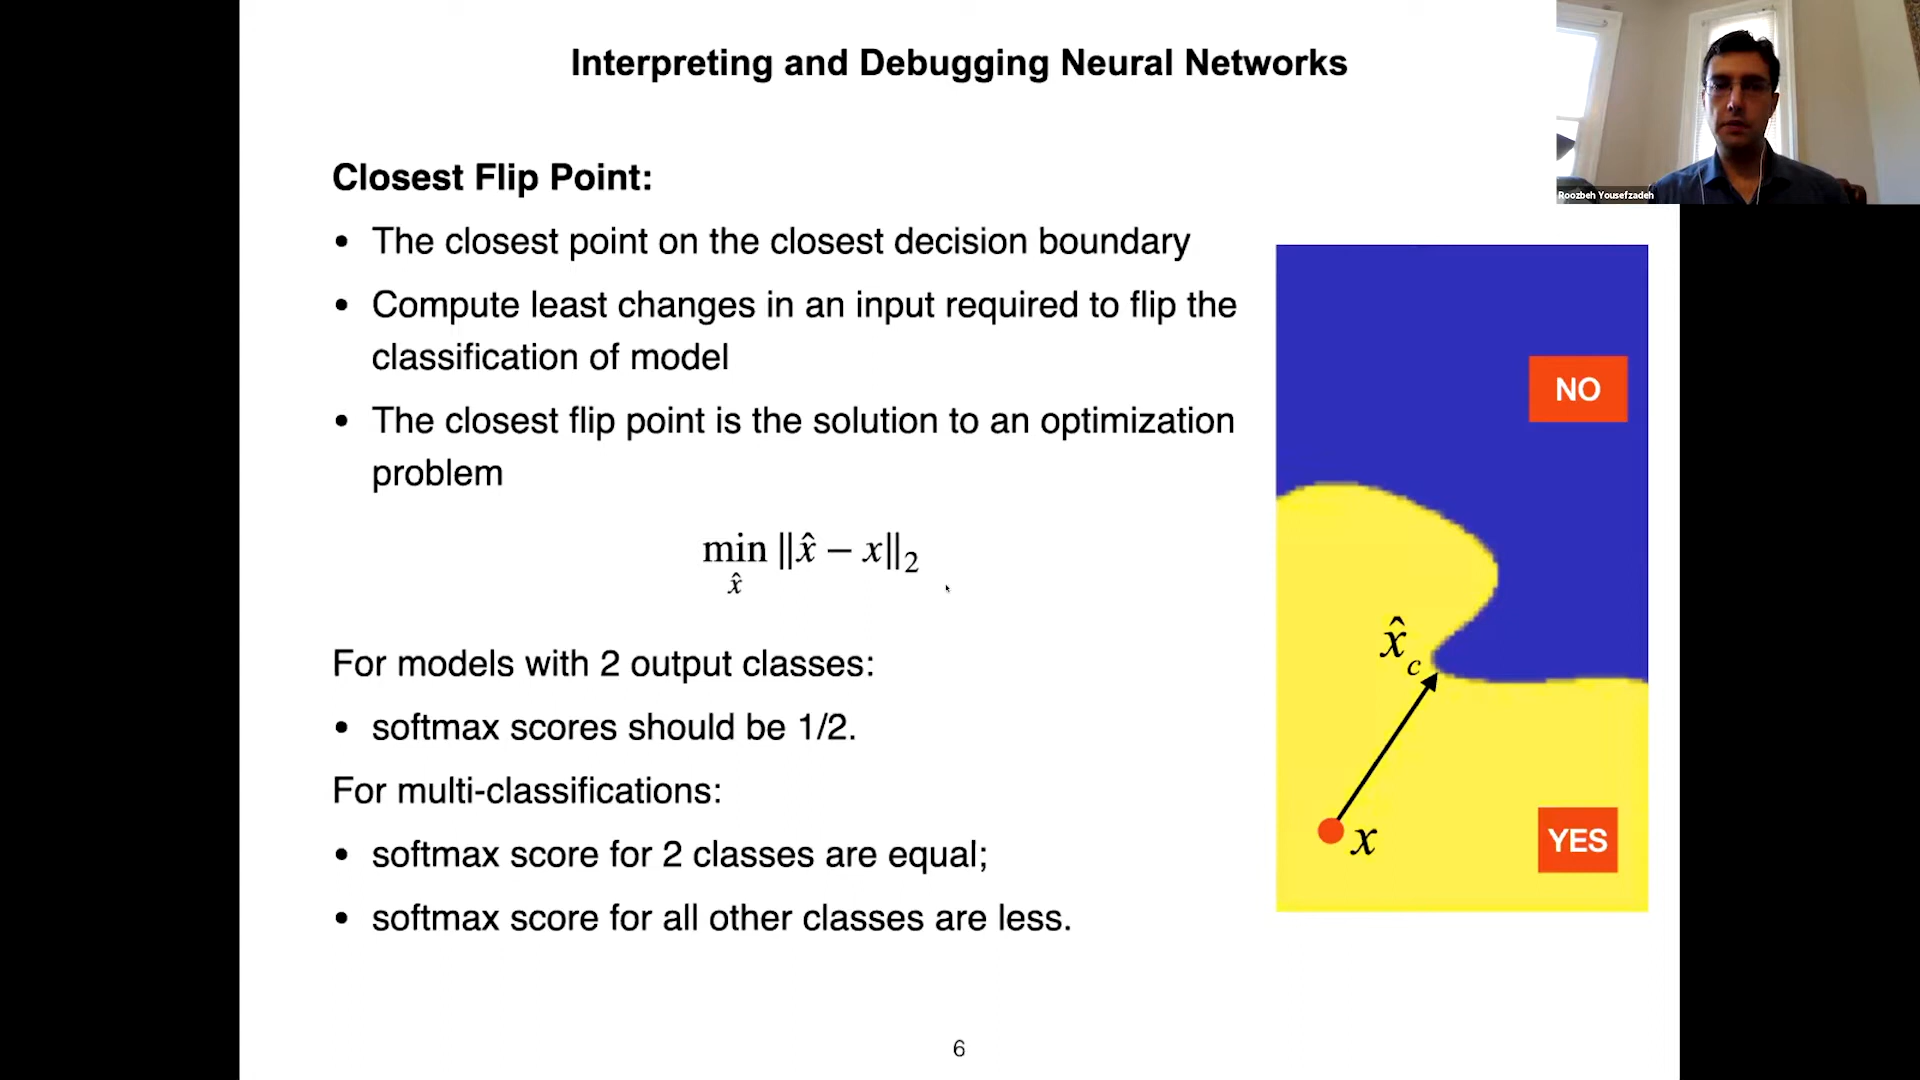 Interpreting and Debugging Neural Networks
Roozbeh Yousefzadeh
Closest Flip Point:
• The closest point on the closest decision boundary
• Compute least changes in an input required to flip the
classification of model
• The closest flip point is the solution to an optimization
problem
min ‖x̂ − x‖₂
x̂
For models with 2 output classes:
• softmax scores should be 1/2.
For multi-classifications:
• softmax score for 2 classes are equal;
• softmax score for all other classes are less.
NO
x̂c
x
YES
6